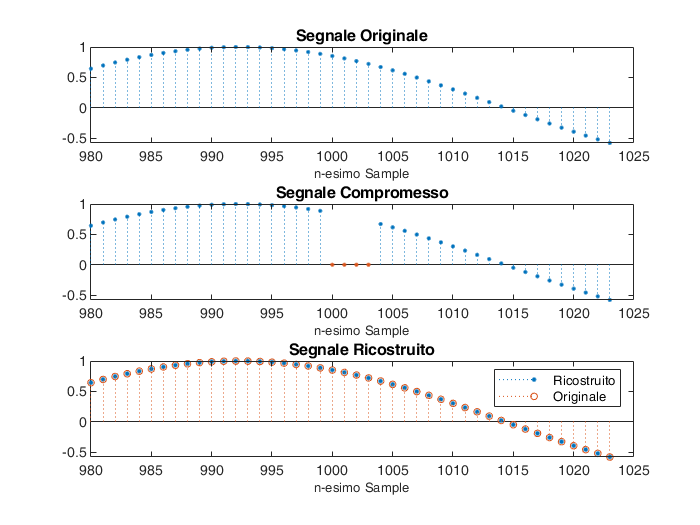 Segnale Originale
1
0.5
0
-0.5
980 985 990 995 1000 1005 1010 1015 1020 1025
n-esimo Sample
Segnale Compromesso
1
0.5
0
-0.5
980 985 990 995 1000 1005 1010 1015 1020 1025
n-esimo Sample
Segnale Ricostruito
1
0.5
0
-0.5
Ricostruito
Originale
980 985 990 995 1000 1005 1010 1015 1020 1025
n-esimo Sample